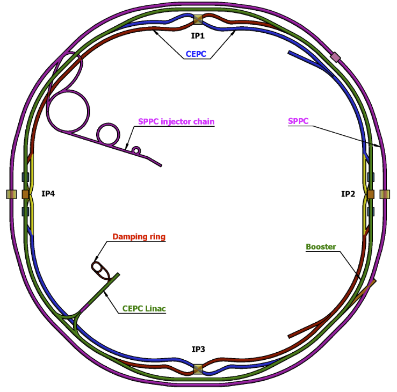 IP1
CEPC
SPPC injector chain
SPPC
IP4
IP2
Damping ring
Booster
CEPC Linac
IP3